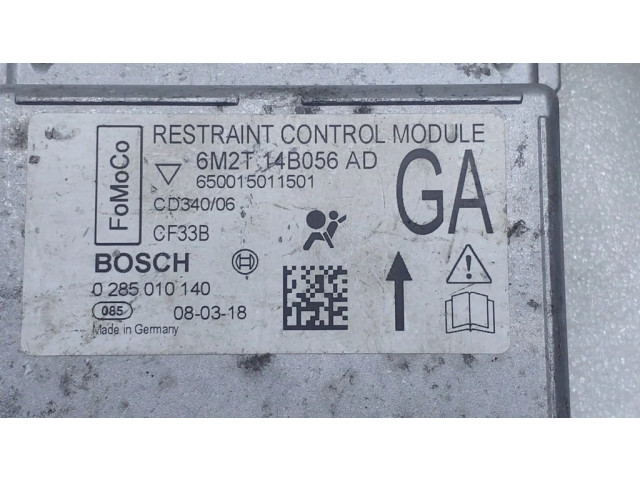 FoMoCo
RESTRAINT CONTROL MODULE
6M2T 14B056 AD
650015011501
CD340/06
CF33B
GA
BOSCH
0 285 010 140
085
08-03-18
Made in Germany